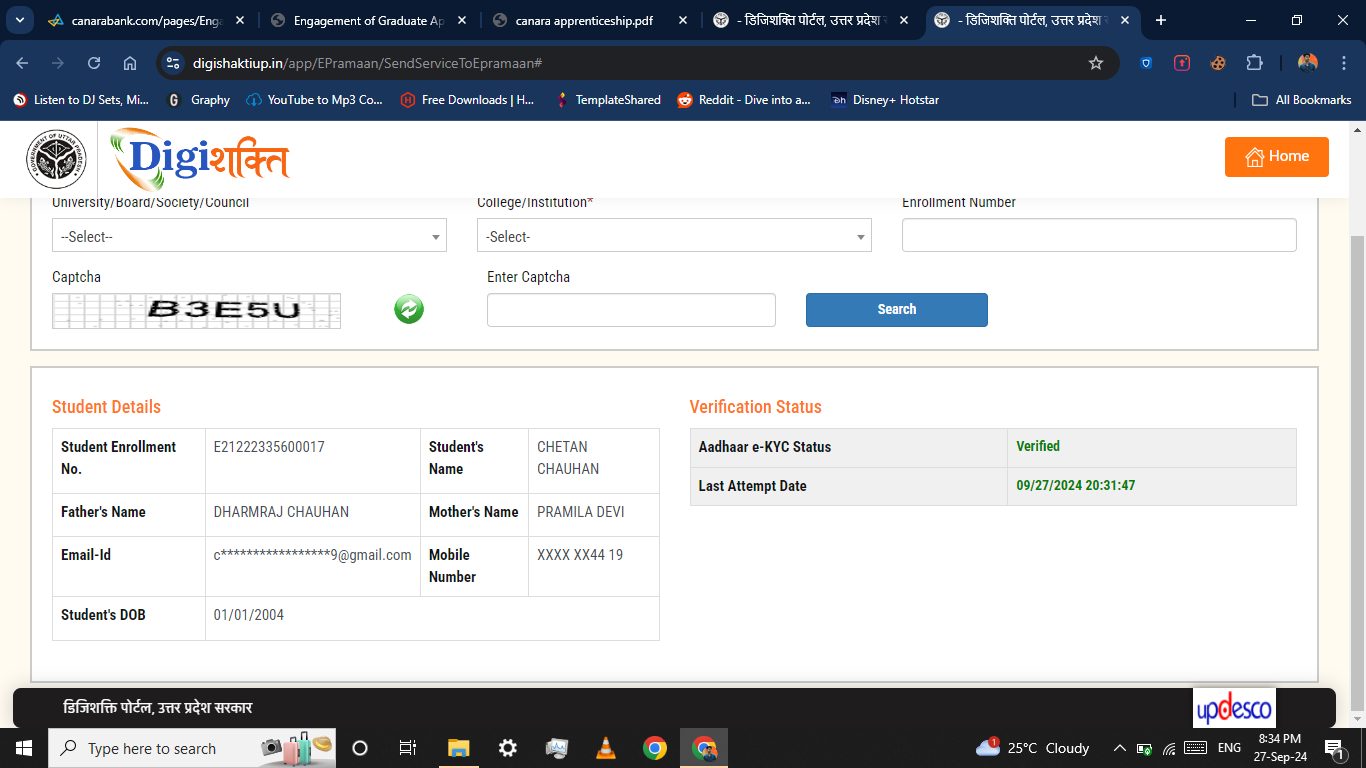 canarabank.com/pages/Enga
Engagement of Graduate Ap
canara apprenticeship.pdf
- डिजिशक्ति पोर्टल, उत्तर प्रदेश
- डिजिशक्ति पोर्टल, उत्तर प्रदेश
digishaktiup.in/app/EPramaan/SendServiceToEpramaan#
Listen to DJ Sets, Mi...
Graphy
YouTube to Mp3 Co...
Free Downloads | H...
TemplateShared
Reddit - Dive into a...
Disney+ Hotstar
All Bookmarks
GOVERNMENT OF UTTAR PRADESH
Digiशक्ति
Home
University/Board/Society/Council
College/Institution*
Enrollment Number
--Select--
-Select-
Captcha
Enter Captcha
B3E5U
Search
Student Details
Student Enrollment No.
E21222335600017
Student's Name
CHETAN CHAUHAN
Father's Name
DHARMRAJ CHAUHAN
Mother's Name
PRAMILA DEVI
Email-Id
c*****************9@gmail.com
Mobile Number
XXXX XX44 19
Student's DOB
01/01/2004
Verification Status
Aadhaar e-KYC Status
Verified
Last Attempt Date
09/27/2024 20:31:47
डिजिशक्ति पोर्टल, उत्तर प्रदेश सरकार
updesco
Type here to search
1
25°C Cloudy
ENG
8:34 PM
27-Sep-24
1